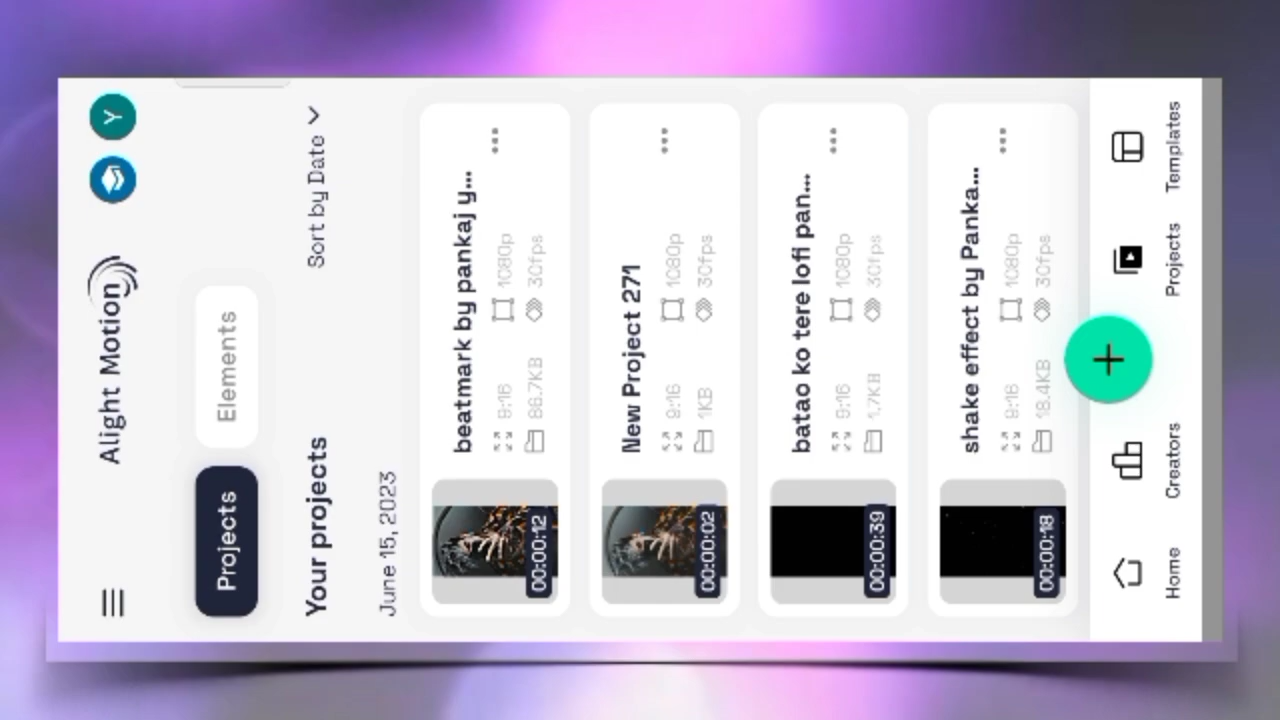 Alight Motion
Y
Projects
Elements
Your projects
Sort by Date
June 15, 2023
beatmark by pankaj y...
9:16
1080p
86.7KB
30fps
00:00:12
New Project 271
9:16
1080p
1KB
30fps
00:00:02
batao ko tere lofi pan...
9:16
1080p
1.7KB
30fps
00:00:39
shake effect by Panka...
9:16
1080p
18.4KB
30fps
00:00:18
Home
Creators
Projects
Templates